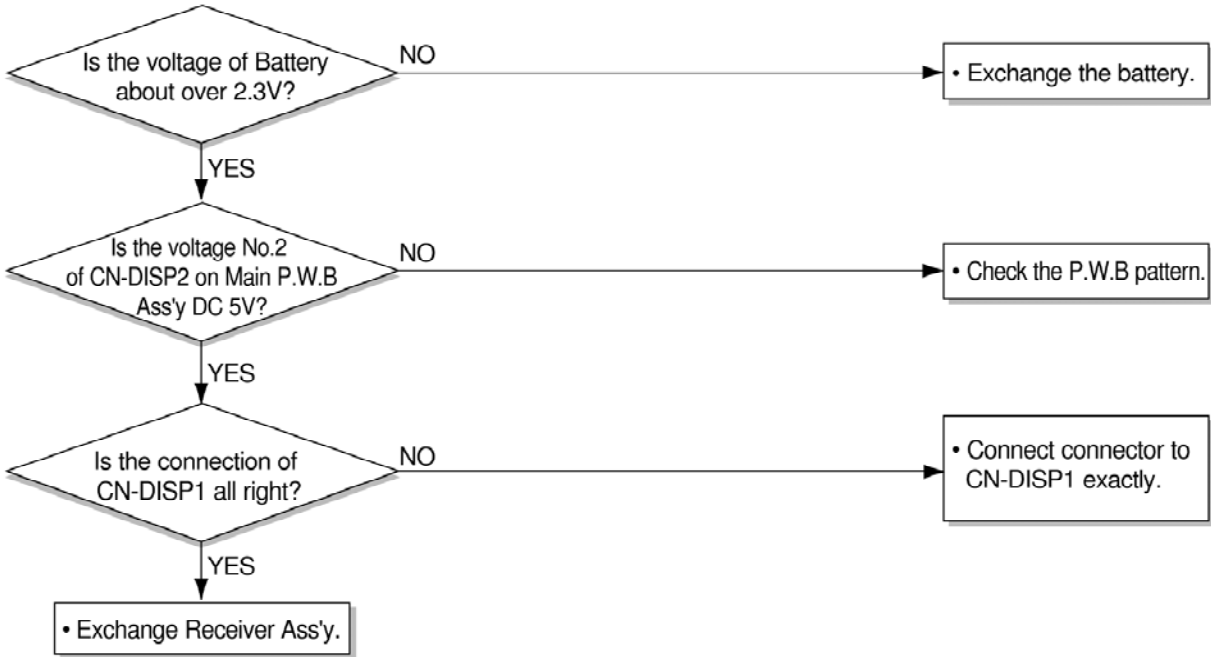 Is the voltage of Battery
about over 2.3V?
NO
• Exchange the battery.
YES
Is the voltage No.2
of CN-DISP2 on Main P.W.B
Ass'y DC 5V?
NO
• Check the P.W.B pattern.
YES
Is the connection of
CN-DISP1 all right?
NO
• Connect connector to
CN-DISP1 exactly.
YES
• Exchange Receiver Ass'y.